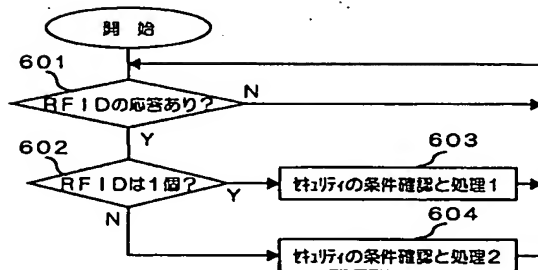 開 始
601
RFIDの応答あり?
N
Y
602
603
RFIDは1個?
Y
セキュリティの条件確認と処理1
N
604
セキュリティの条件確認と処理2